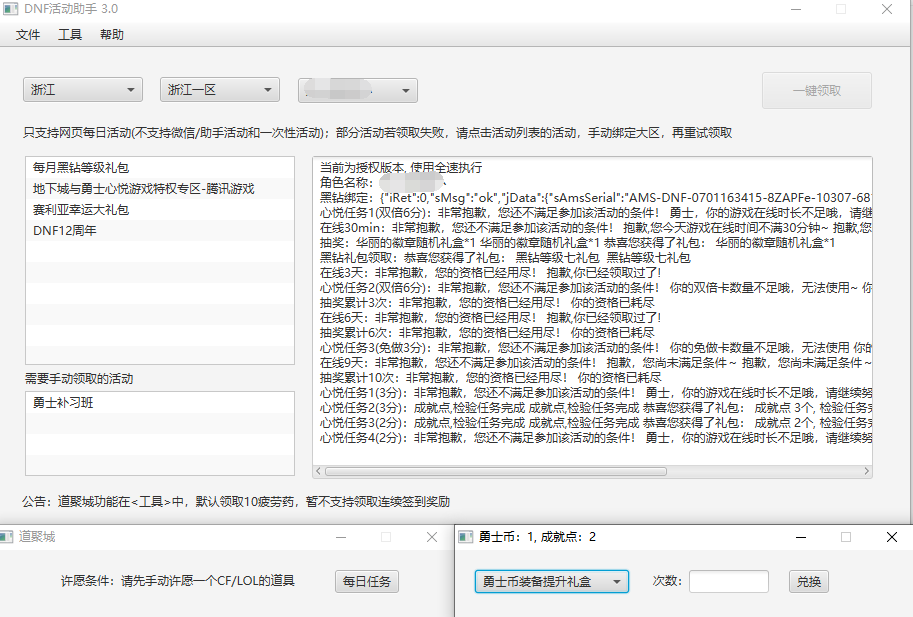 DNF活动助手 3.0
文件 工具 帮助
浙江 浙江一区 一键领取
只支持网页每日活动(不支持微信/助手活动和一次性活动)；部分活动若领取失败，请点击活动列表的活动，手动绑定大区，再重试领取
每月黑钻等级礼包
地下城与勇士心悦游戏特权专区-腾讯游戏
赛利亚幸运大礼包
DNF12周年
需要手动领取的活动
勇士补习班
当前为授权版本, 使用全速执行
角色名称：
黑钻绑定：{"iRet":0,"sMsg":"ok","jData":{"sAmsSerial":"AMS-DNF-0701163415-8ZAPFe-10307-68
心悦任务1(双倍6分)：非常抱歉，您还不满足参加该活动的条件！ 勇士，你的游戏在线时长不足哦，请继
在线30min：非常抱歉，您还不满足参加该活动的条件！ 抱歉,您今天游戏在线时间不满30分钟~ 抱歉,您
抽奖：华丽的徽章随机礼盒*1 华丽的徽章随机礼盒*1 恭喜您获得了礼包： 华丽的徽章随机礼盒*1
黑钻礼包领取：恭喜您获得了礼包： 黑钻等级七礼包 黑钻等级七礼包
在线3天：非常抱歉，您的资格已经用尽！ 抱歉,你已经领取过了!
心悦任务2(双倍6分)：非常抱歉，您还不满足参加该活动的条件！ 你的双倍卡数量不足哦，无法使用~ 你
抽奖累计3次：非常抱歉，您的资格已经用尽！ 你的资格已耗尽
在线6天：非常抱歉，您的资格已经用尽！ 抱歉,你已经领取过了!
抽奖累计6次：非常抱歉，您的资格已经用尽！ 你的资格已耗尽
心悦任务3(免做3分)：非常抱歉，您还不满足参加该活动的条件！ 你的免做卡数量不足哦，无法使用 你的
在线9天：非常抱歉，您还不满足参加该活动的条件！ 抱歉，您尚未满足条件~ 抱歉，您尚未满足条件~
抽奖累计10次：非常抱歉，您的资格已经用尽！ 你的资格已耗尽
心悦任务1(3分)：非常抱歉，您还不满足参加该活动的条件！ 勇士，你的游戏在线时长不足哦，请继续努
心悦任务2(3分)：成就点,检验任务完成 成就点,检验任务完成 恭喜您获得了礼包： 成就点 3个, 检验任务
心悦任务3(2分)：成就点,检验任务完成 成就点,检验任务完成 恭喜您获得了礼包： 成就点 2个, 检验任务
心悦任务4(2分)：非常抱歉，您还不满足参加该活动的条件！ 勇士，你的游戏在线时长不足哦，请继续努
公告：道聚城功能在<工具>中，默认领取10疲劳药，暂不支持领取连续签到奖励
道聚城
许愿条件：请先手动许愿一个CF/LOL的道具 每日任务
勇士币：1, 成就点：2
勇士币装备提升礼盒 次数: 兑换